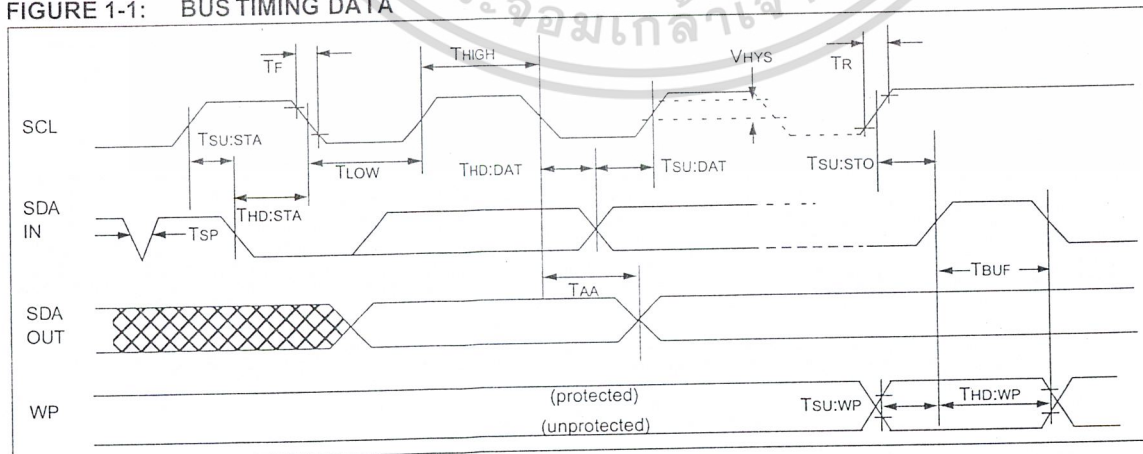 FIGURE 1-1: BUS TIMING DATA
TF
THIGH
VHYS
TR
SCL
TSU:STA
TLOW
THD:DAT
TSU:DAT
TSU:STO
SDA
IN
THD:STA
TSP
TBUF
TAA
SDA
OUT
WP
(protected)
(unprotected)
TSU:WP
THD:WP